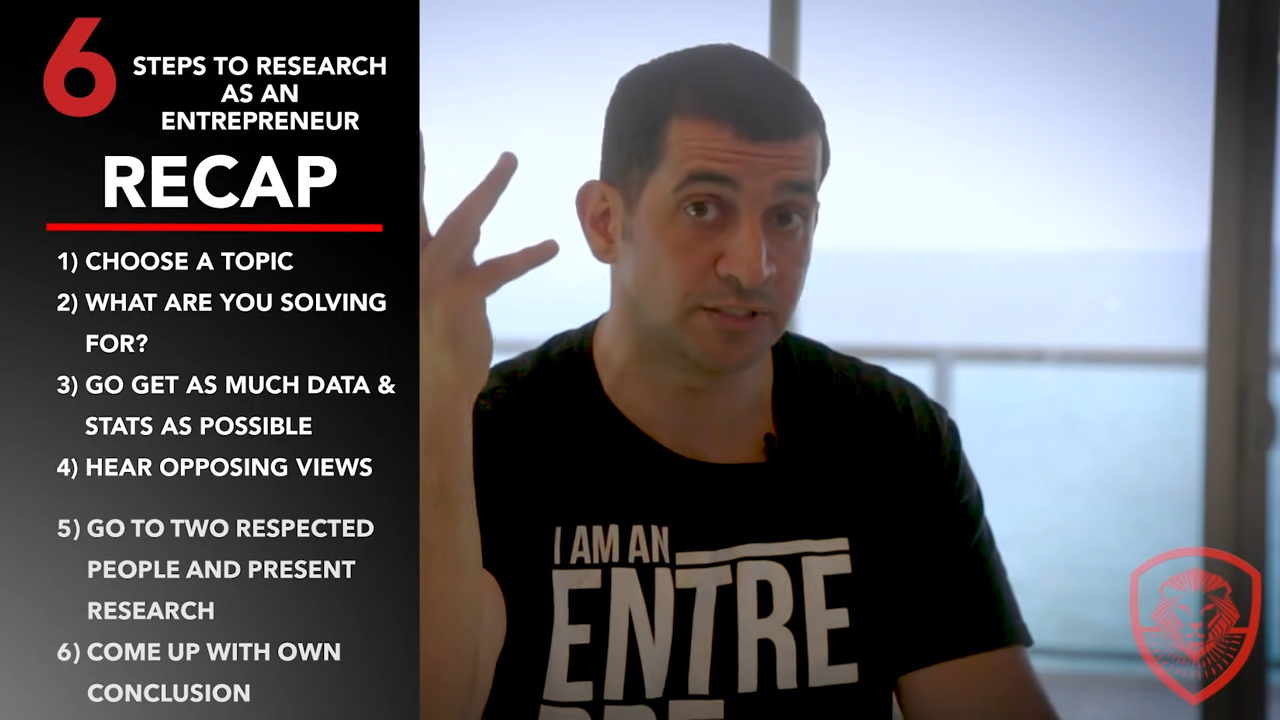 6
STEPS TO RESEARCH
AS AN
ENTREPRENEUR
RECAP
1) CHOOSE A TOPIC
2) WHAT ARE YOU SOLVING
FOR?
3) GO GET AS MUCH DATA &
STATS AS POSSIBLE
4) HEAR OPPOSING VIEWS
5) GO TO TWO RESPECTED
PEOPLE AND PRESENT
RESEARCH
6) COME UP WITH OWN
CONCLUSION
I AM AN
ENTRE